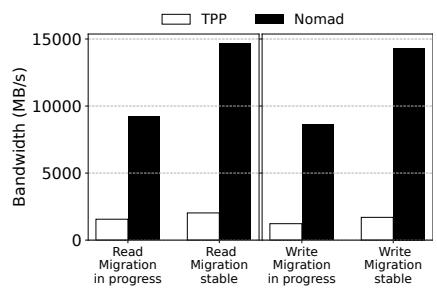 TPP Nomad
Bandwidth (MB/s)
15000
10000
5000
0
Read Migration in progress
Read Migration stable
Write Migration in progress
Write Migration stable